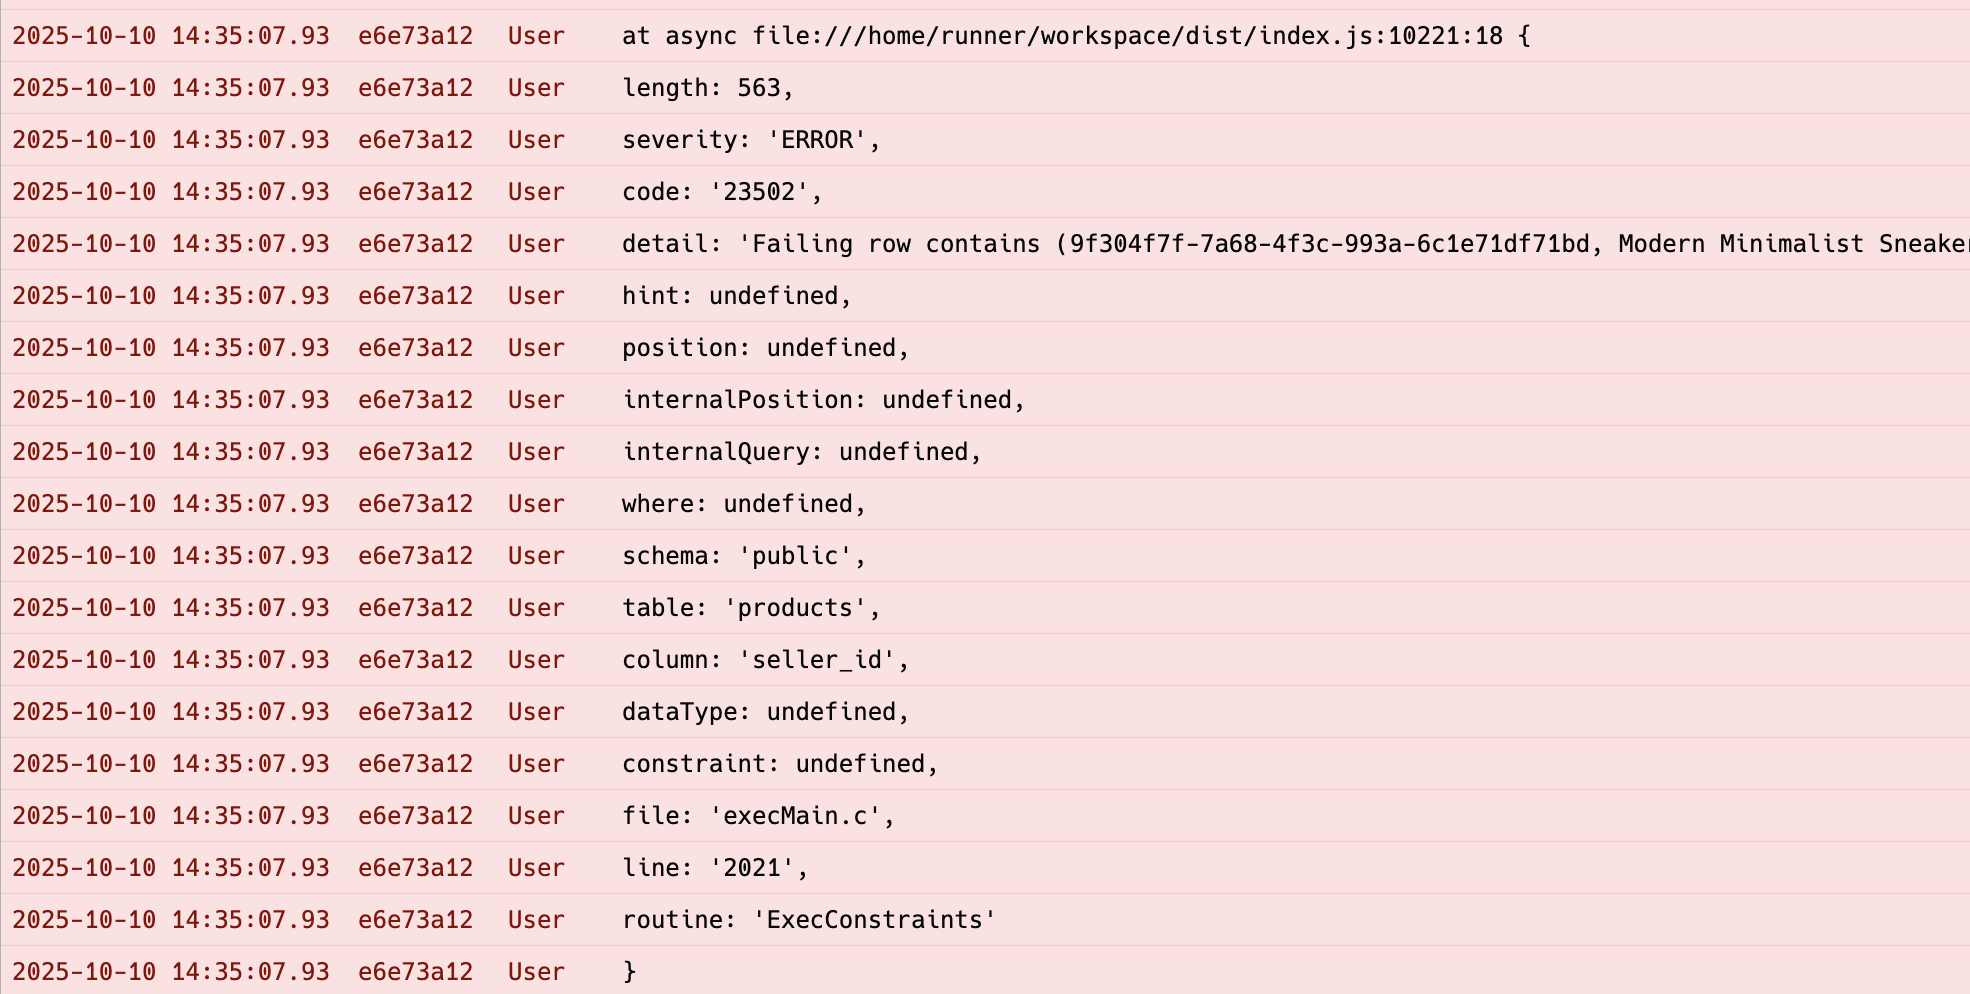 2025-10-10 14:35:07.93 e6e73a12 User at async file:///home/runner/workspace/dist/index.js:10221:18 {
2025-10-10 14:35:07.93 e6e73a12 User length: 563,
2025-10-10 14:35:07.93 e6e73a12 User severity: 'ERROR',
2025-10-10 14:35:07.93 e6e73a12 User code: '23502',
2025-10-10 14:35:07.93 e6e73a12 User detail: 'Failing row contains (9f304f7f-7a68-4f3c-993a-6c1e71df71bd, Modern Minimalist Sneaker
2025-10-10 14:35:07.93 e6e73a12 User hint: undefined,
2025-10-10 14:35:07.93 e6e73a12 User position: undefined,
2025-10-10 14:35:07.93 e6e73a12 User internalPosition: undefined,
2025-10-10 14:35:07.93 e6e73a12 User internalQuery: undefined,
2025-10-10 14:35:07.93 e6e73a12 User where: undefined,
2025-10-10 14:35:07.93 e6e73a12 User schema: 'public',
2025-10-10 14:35:07.93 e6e73a12 User table: 'products',
2025-10-10 14:35:07.93 e6e73a12 User column: 'seller_id',
2025-10-10 14:35:07.93 e6e73a12 User dataType: undefined,
2025-10-10 14:35:07.93 e6e73a12 User constraint: undefined,
2025-10-10 14:35:07.93 e6e73a12 User file: 'execMain.c',
2025-10-10 14:35:07.93 e6e73a12 User line: '2021',
2025-10-10 14:35:07.93 e6e73a12 User routine: 'ExecConstraints'
2025-10-10 14:35:07.93 e6e73a12 User }